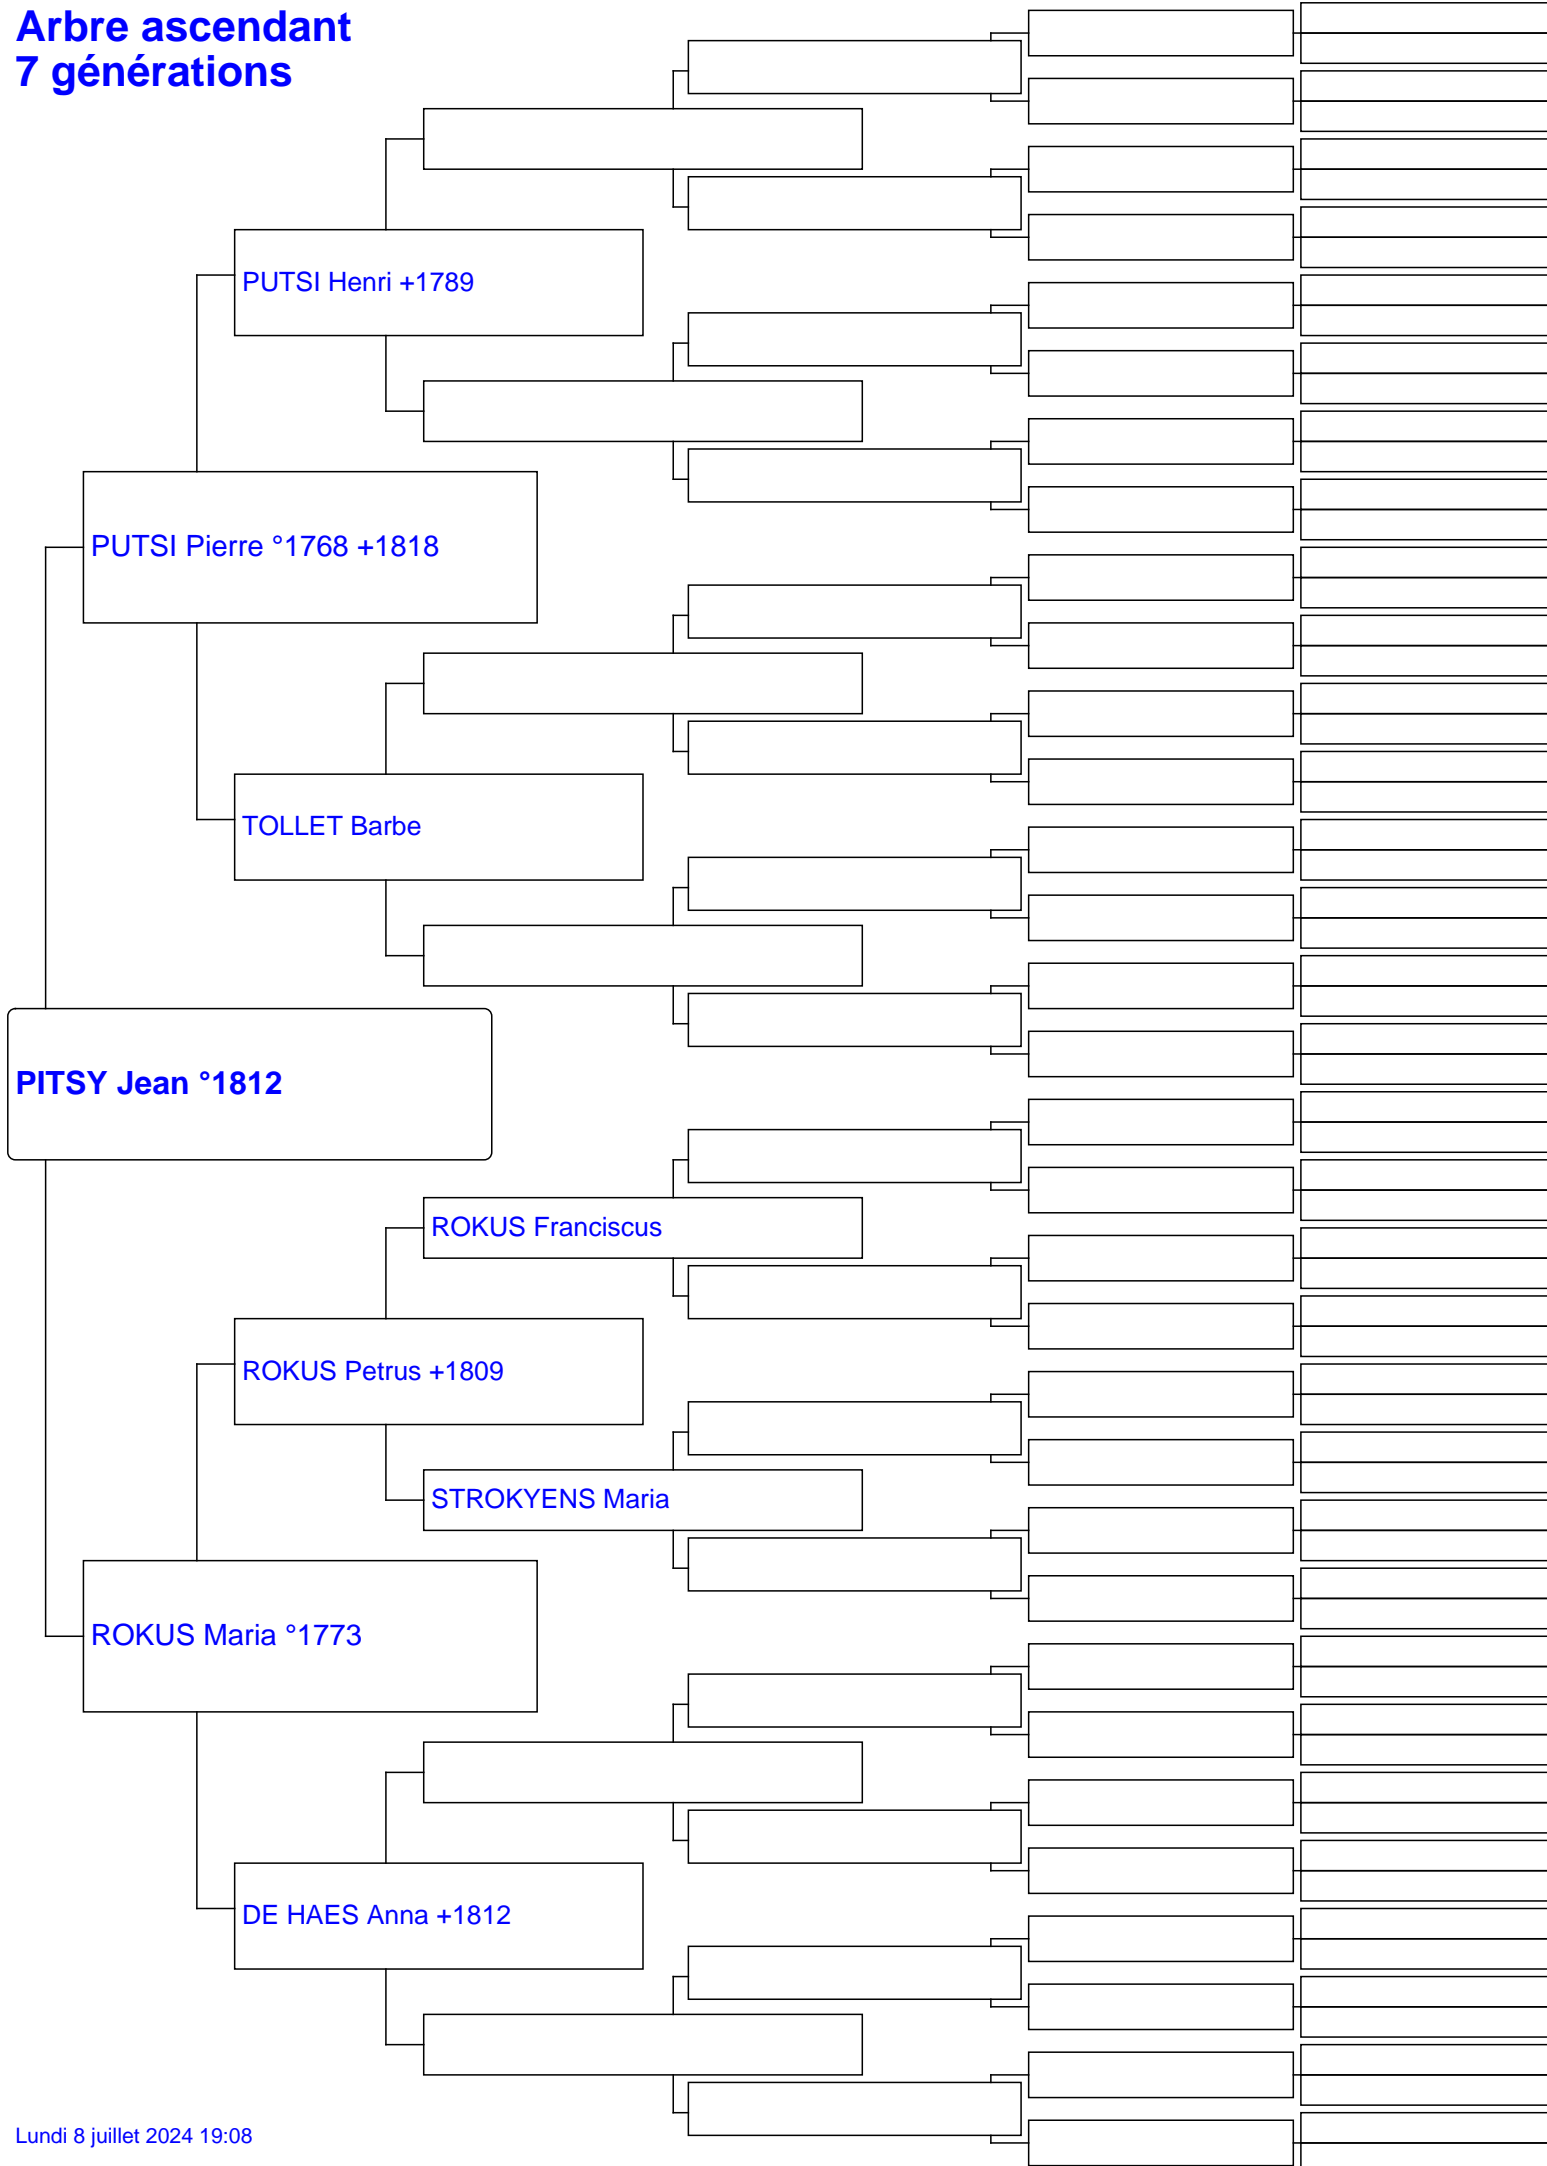 Arbre ascendant
7 générations
PUTSI Henri +1789
PUTSI Pierre °1768 +1818
TOLLET Barbe
PITSY Jean °1812
ROKUS Franciscus
ROKUS Petrus +1809
STROKYENS Maria
ROKUS Maria °1773
DE HAES Anna +1812
Lundi 8 juillet 2024 19:08